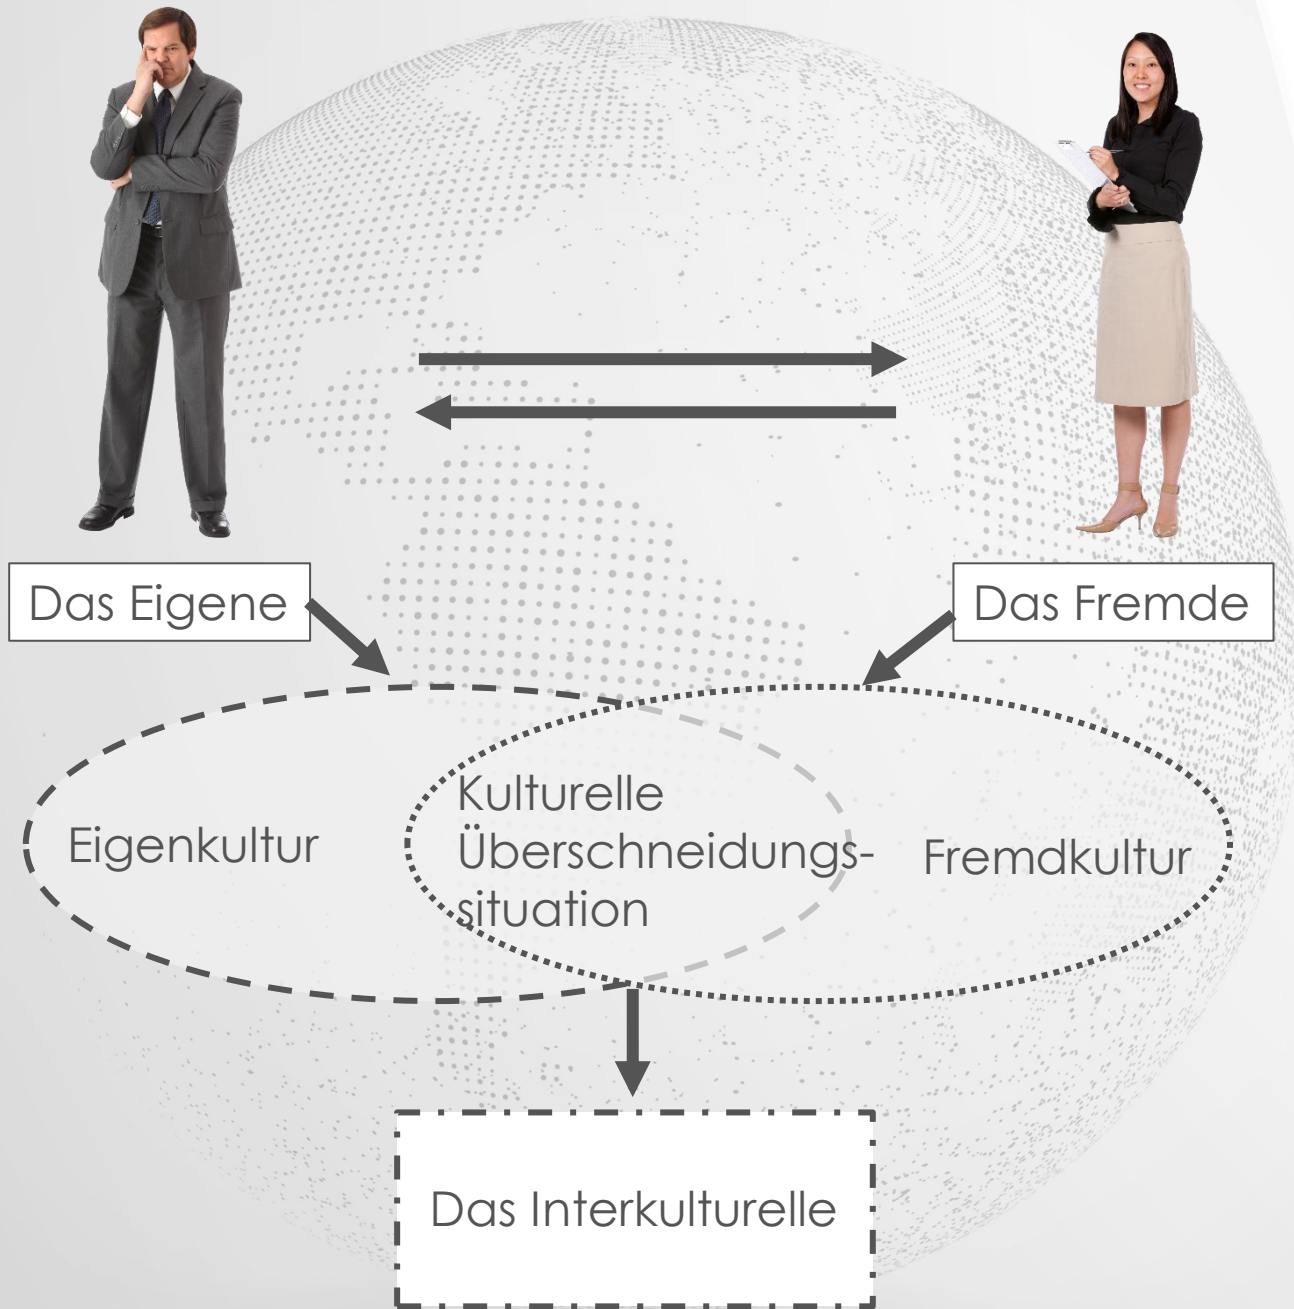 Das Eigene
Das Fremde
Eigenkultur
Kulturelle
Überschneidungs-
situation
Fremdkultur
Das Interkulturelle